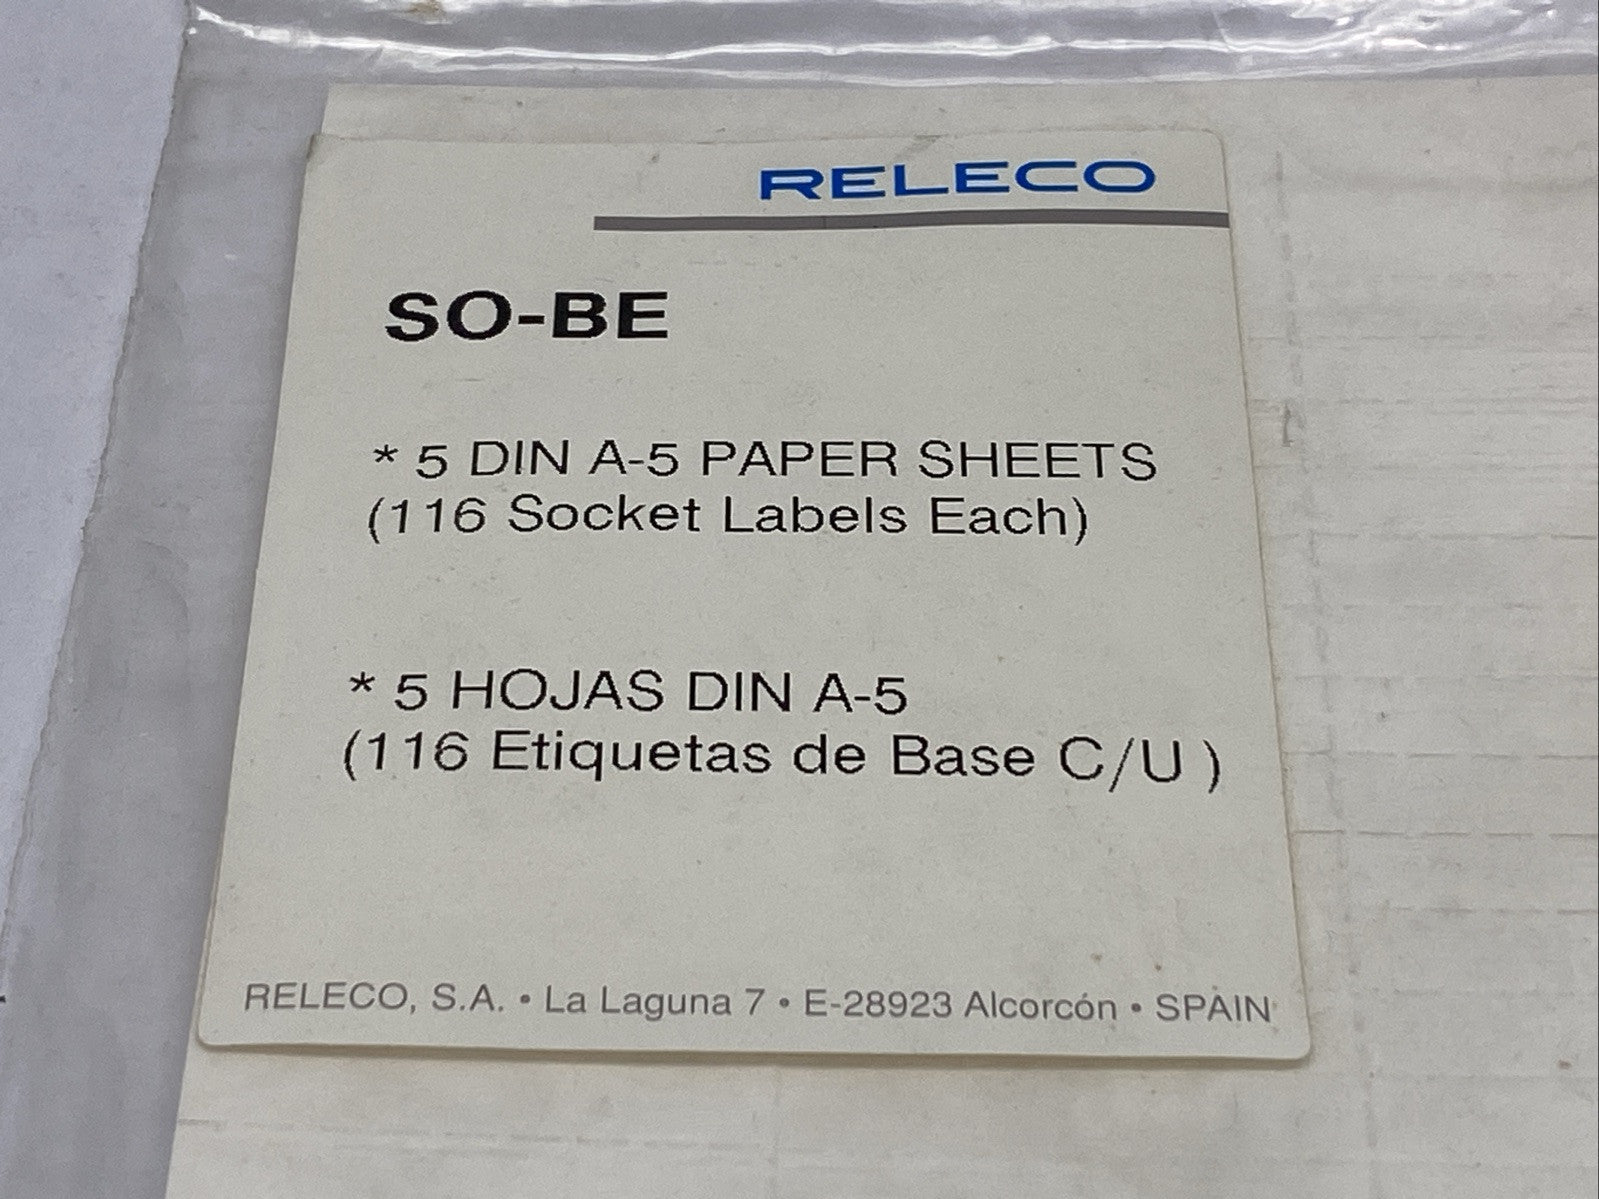 RELECO
SO-BE
* 5 DIN A-5 PAPER SHEETS
(116 Socket Labels Each)
* 5 HOJAS DIN A-5
(116 Etiquetas de Base C/U )
RELECO, S.A. • La Laguna 7 • E-28923 Alcorcón • SPAIN